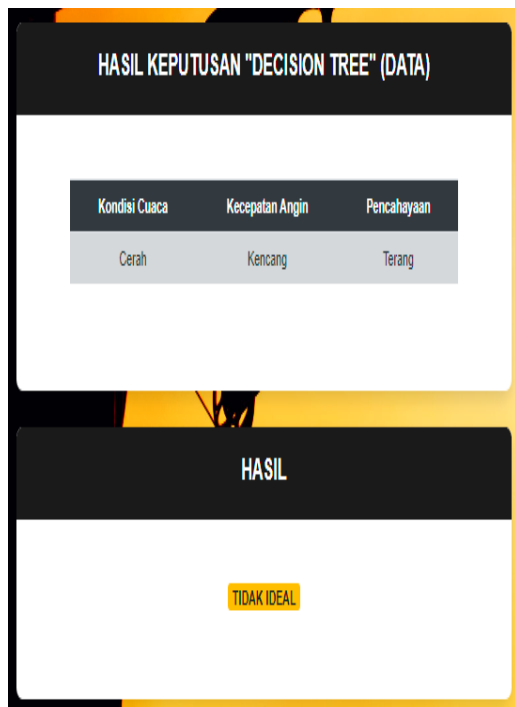 HASIL KEPUTUSAN "DECISION TREE" (DATA)
Kondisi Cuaca Kecepatan Angin Pencahayaan
Cerah Kencang Terang
HASIL
TIDAK IDEAL